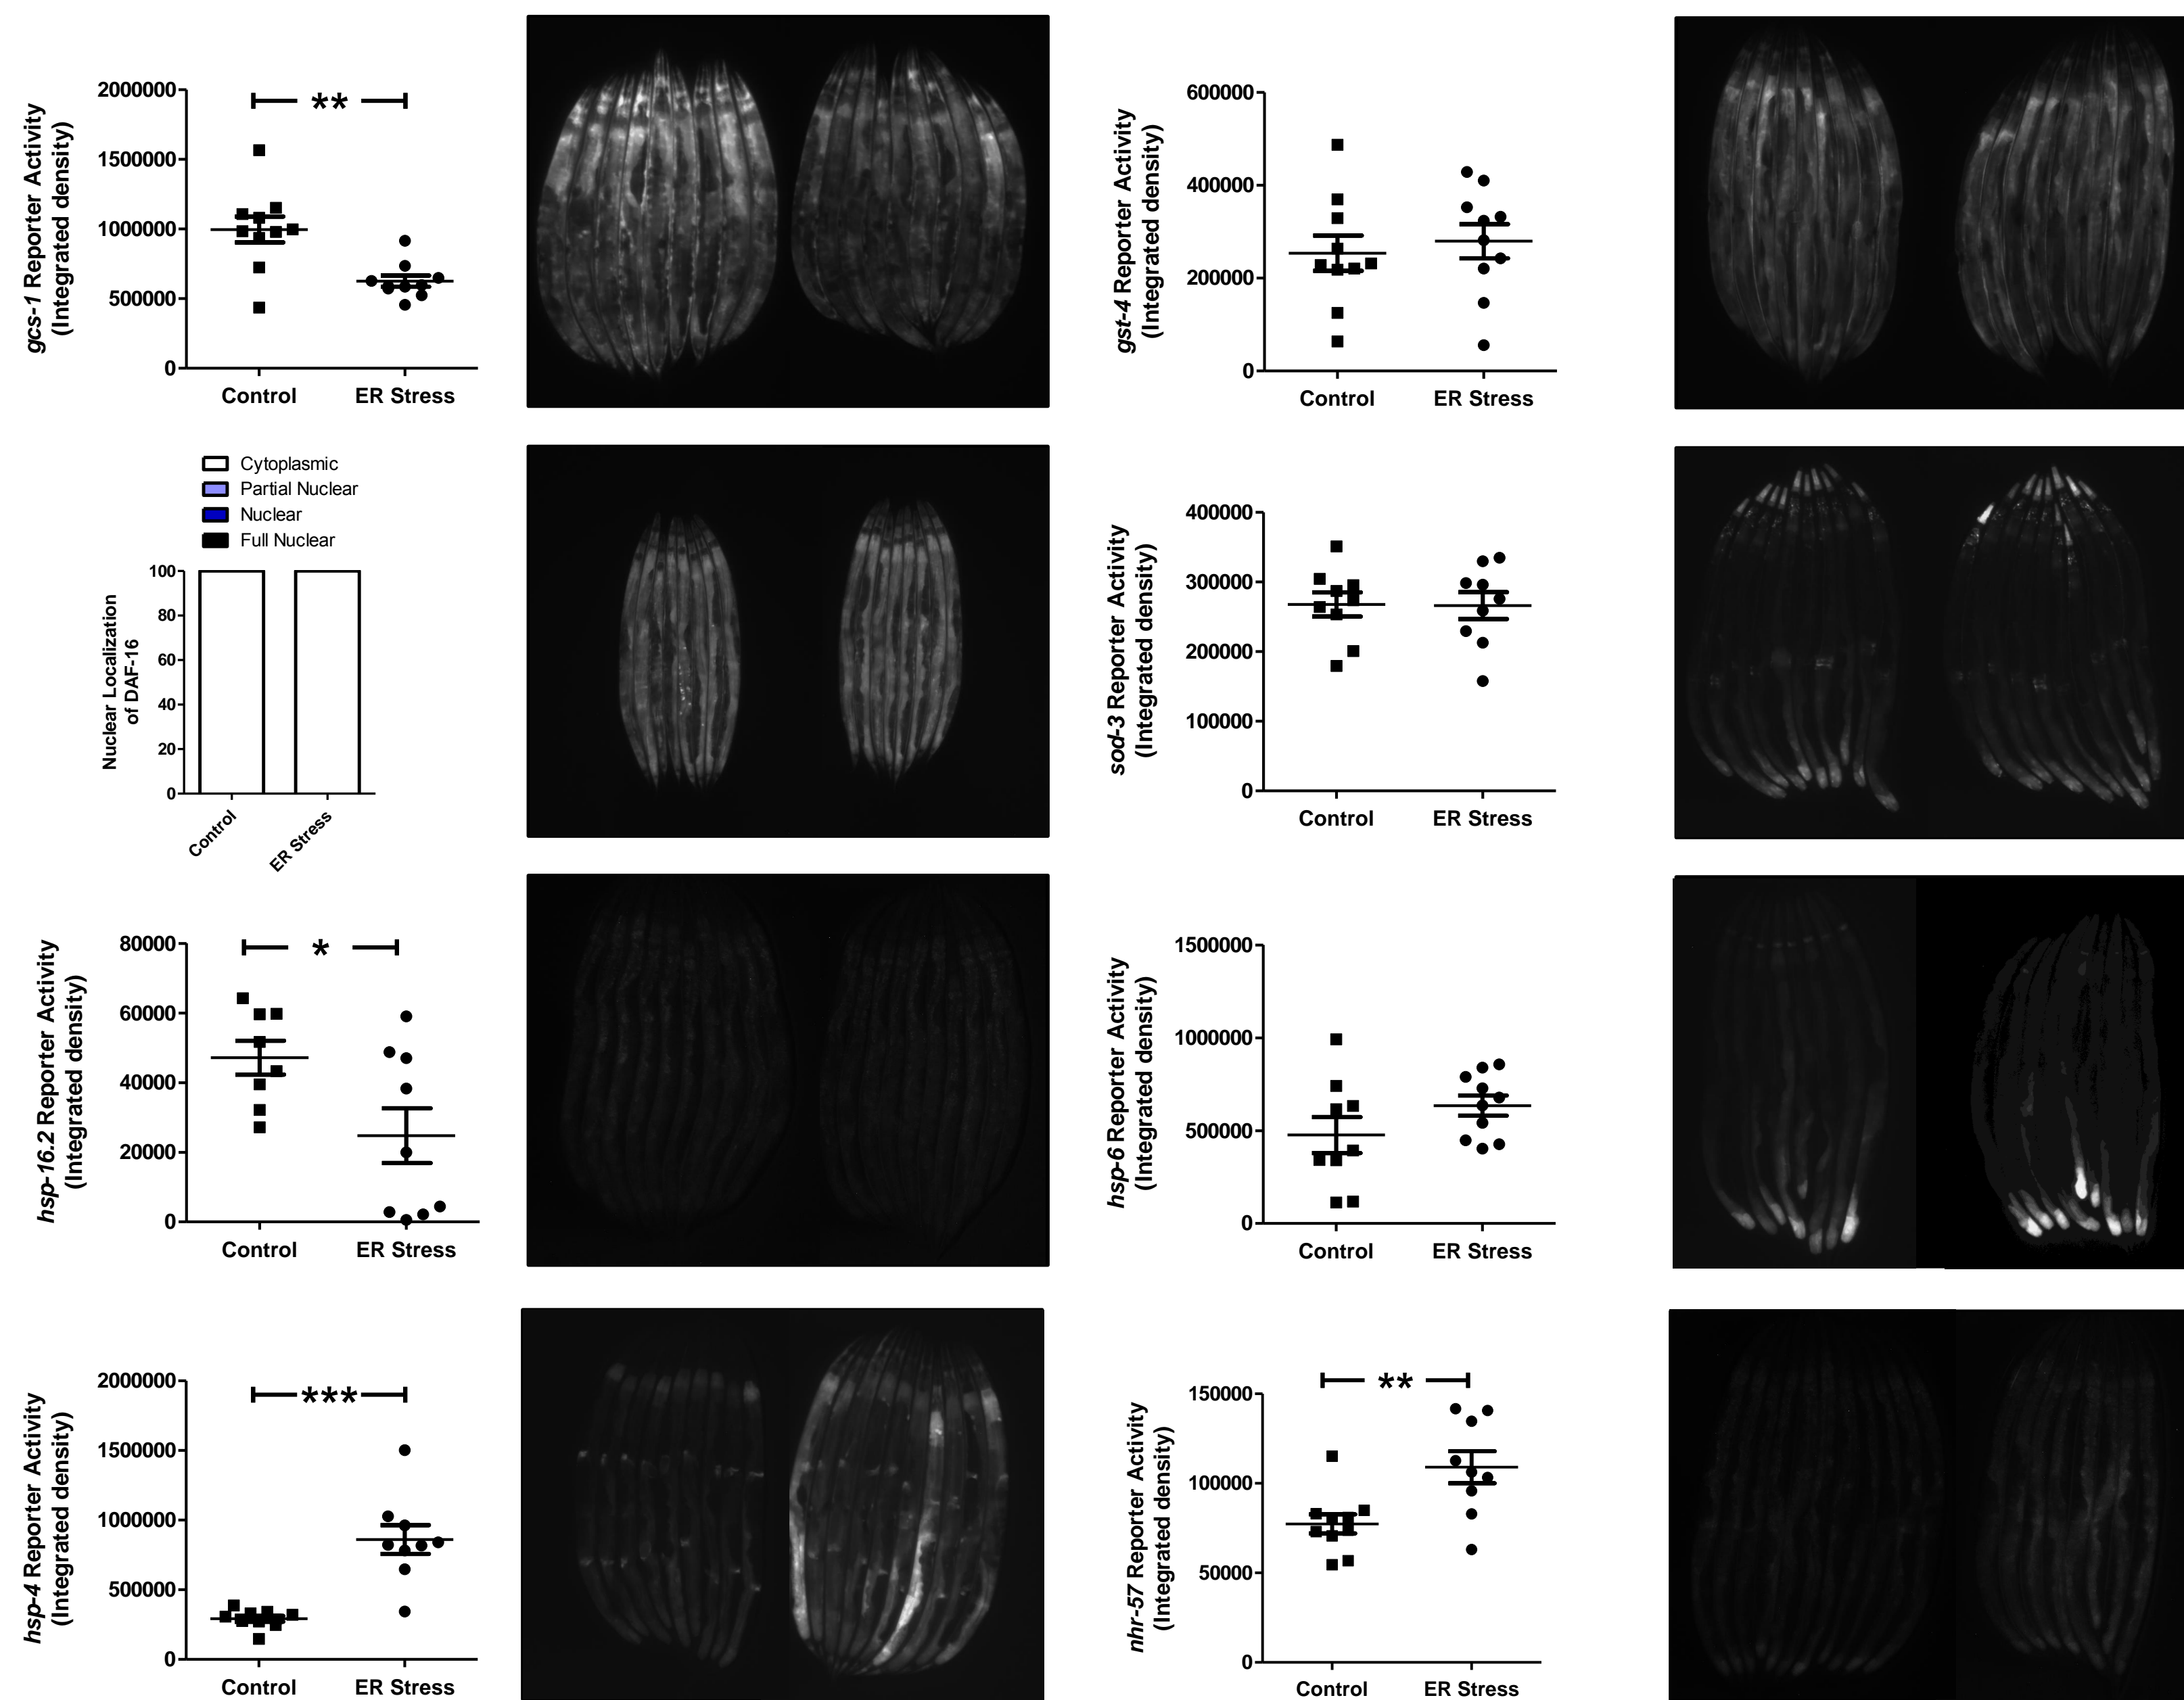 gcs-1 Reporter Activity
(Integrated density)
2000000
1500000
1000000
500000
0
**
Control
ER Stress
gst-4 Reporter Activity
(Integrated density)
600000
400000
200000
0
Control
ER Stress
Cytoplasmic
Partial Nuclear
Nuclear
Full Nuclear
Nuclear Localization
of DAF-16
100
80
60
40
20
0
Control
ER Stress
sod-3 Reporter Activity
(Integrated density)
400000
300000
200000
100000
0
Control
ER Stress
hsp-16.2 Reporter Activity
(Integrated density)
80000
60000
40000
20000
0
*
Control
ER Stress
hsp-6 Reporter Activity
(Integrated density)
1500000
1000000
500000
0
Control
ER Stress
hsp-4 Reporter Activity
(Integrated density)
2000000
1500000
1000000
500000
0
***
Control
ER Stress
nhr-57 Reporter Activity
(Integrated density)
150000
100000
50000
0
**
Control
ER Stress